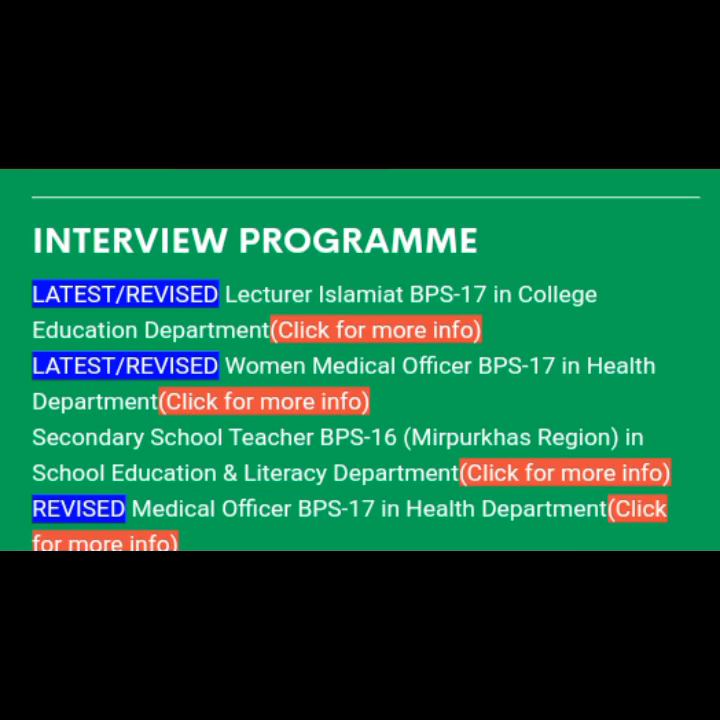 INTERVIEW PROGRAMME
LATEST/REVISED Lecturer Islamiat BPS-17 in College
Education Department(Click for more info)
LATEST/REVISED Women Medical Officer BPS-17 in Health
Department(Click for more info)
Secondary School Teacher BPS-16 (Mirpurkhas Region) in
School Education & Literacy Department(Click for more info)
REVISED Medical Officer BPS-17 in Health Department(Click
for more info)